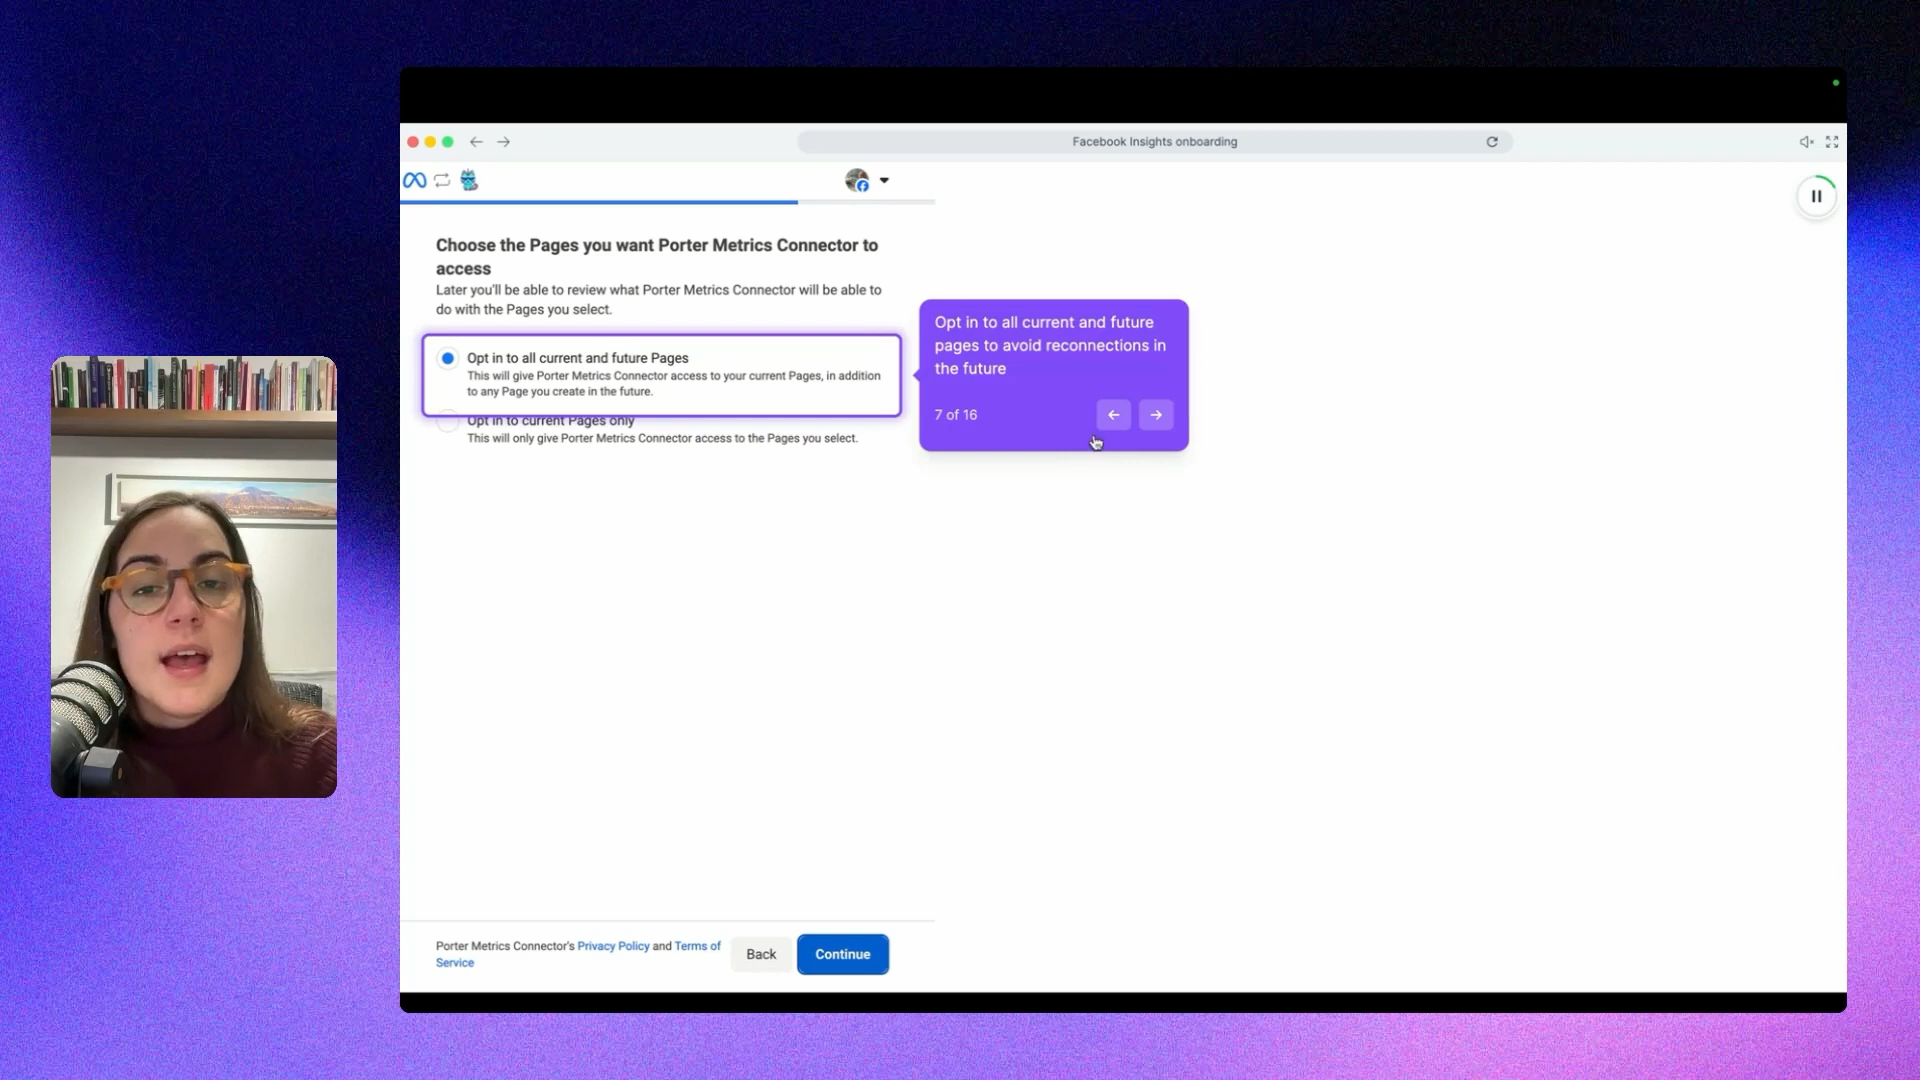 Facebook Insights onboarding
Choose the Pages you want Porter Metrics Connector to
access
Later you'll be able to review what Porter Metrics Connector will be able to
do with the Pages you select.
Opt in to all current and future Pages
This will give Porter Metrics Connector access to your current Pages, in addition
to any Page you create in the future.
Opt in to current Pages only
This will only give Porter Metrics Connector access to the Pages you select.
Opt in to all current and future
pages to avoid reconnections in
the future
7 of 16
Porter Metrics Connector's Privacy Policy and Terms of
Service
Back
Continue